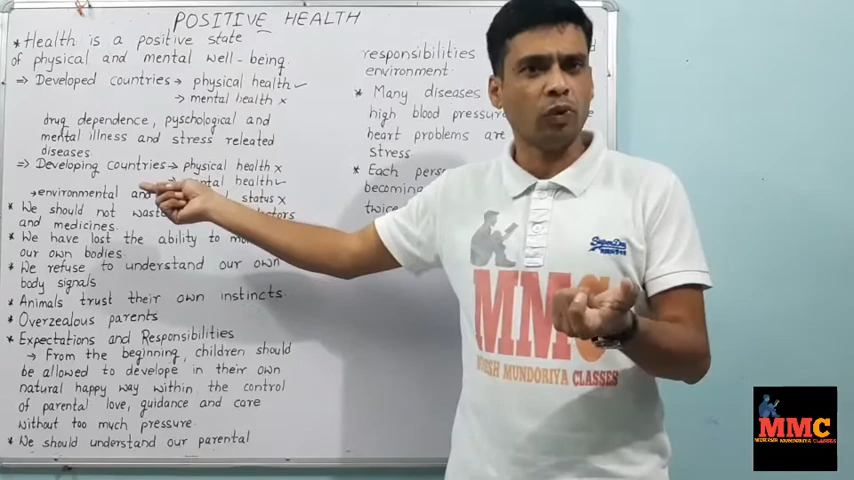 POSITIVE HEALTH
* Health is a positive state
of physical and mental well-being.
⇒ Developed countries → physical health ✓
→ mental health ×
drug dependence, pyschological and
mental illness and stress releated
diseases.
⇒ Developing countries → physical health ×
health ✓
→ environmental and status ×
* We should not
and medicines.
* We have lost the ability to
our own bodies
* We refuse to understand our own
body signals
* Animals trust their own instincts.
* Overzealous parents
* Expectations and Responsibilities
→ From the beginning, children should
be allowed to develop in their own
natural happy way within the control
of parental love, guidance and care
without too much pressure.
* We should understand our parental
responsibilities
environment.
* Many diseases
high blood pressure,
heart problems are
stress.
* Each
becoming
twice
Superdry
MMC
MUNDORIYA CLASSES
MMC
MUKESH MUNDORIYA CLASSES